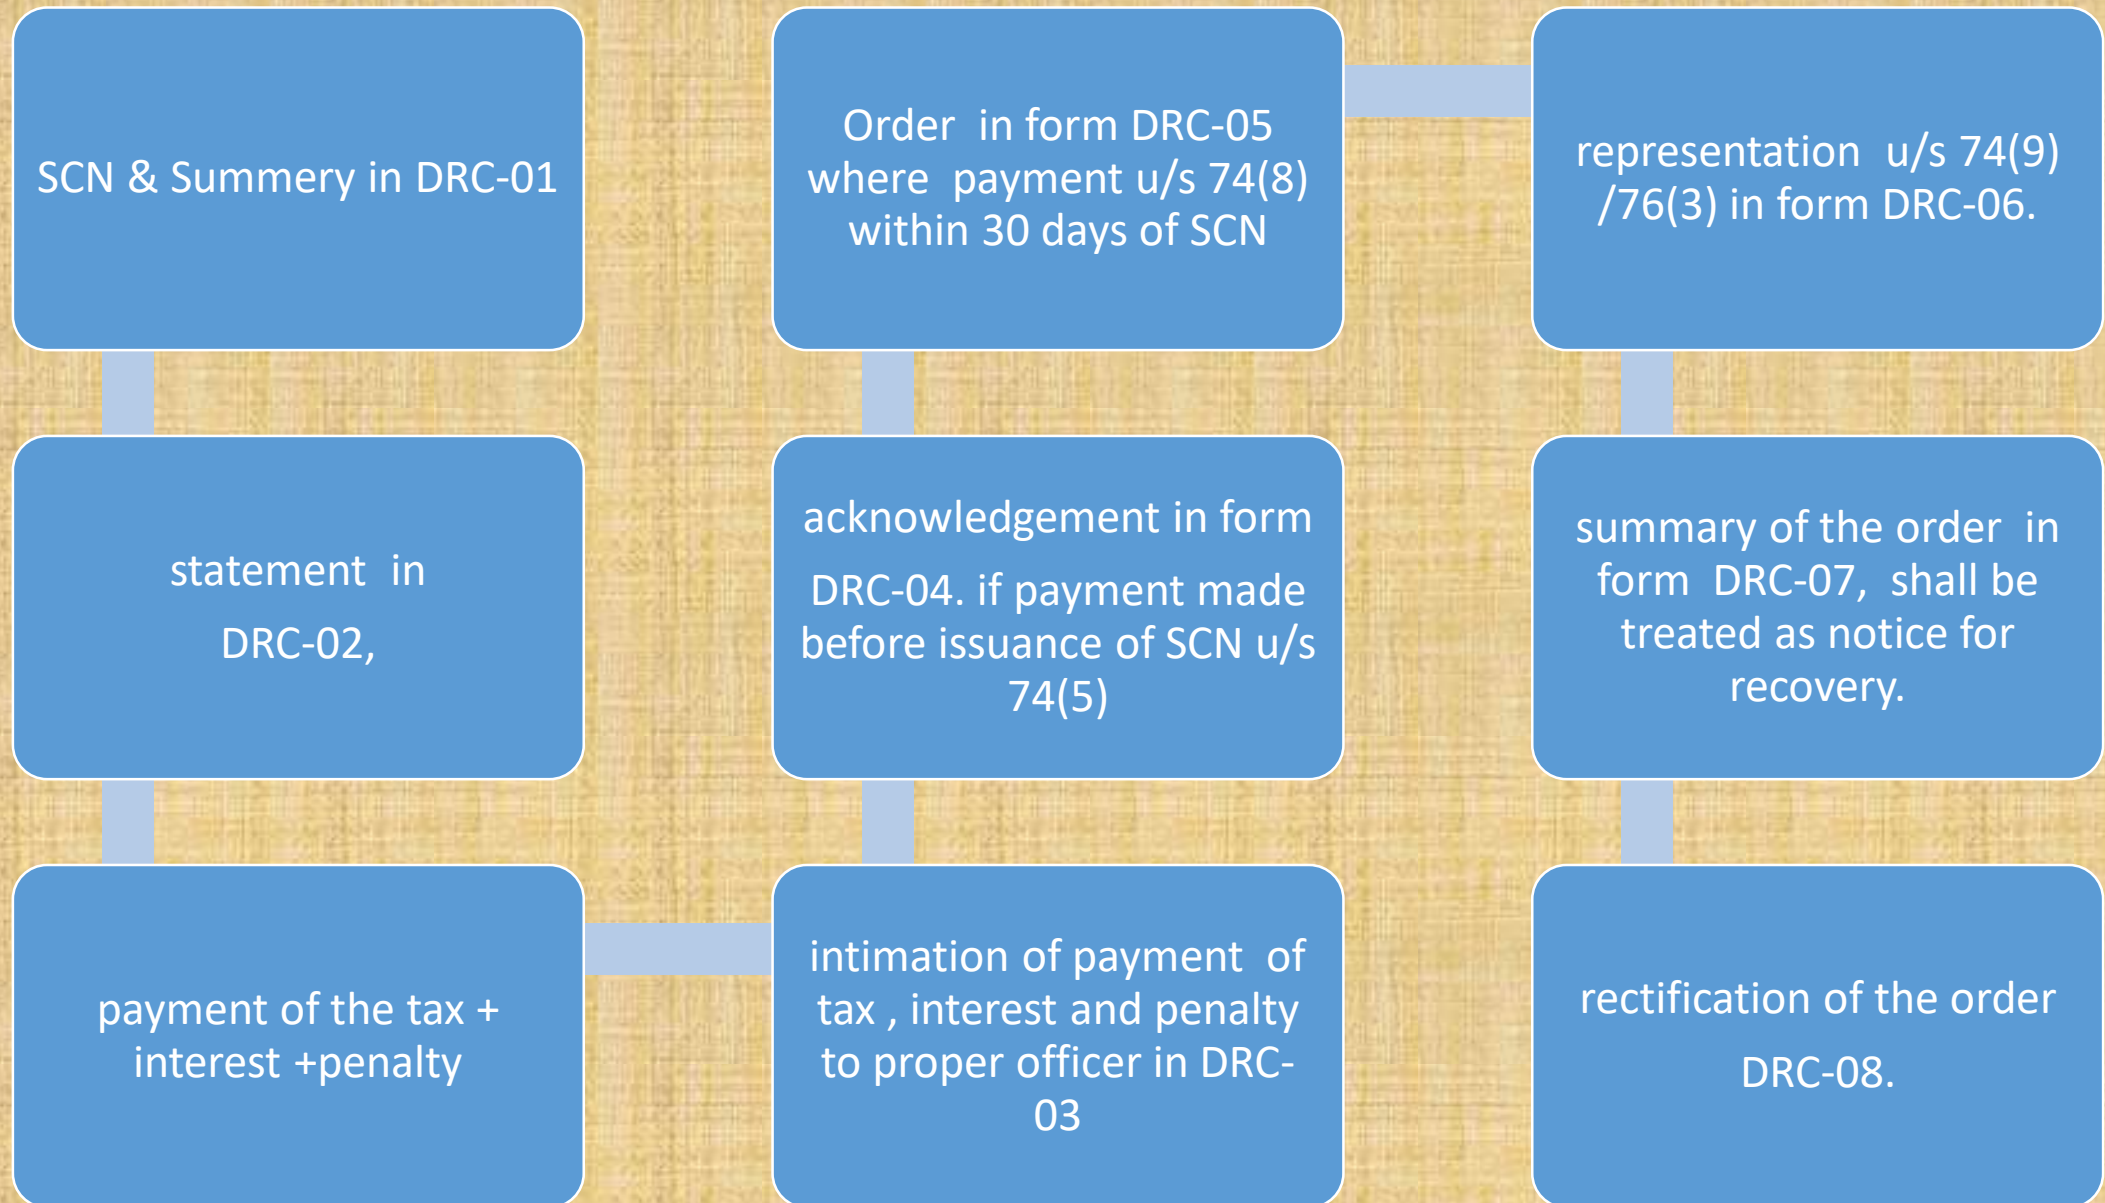 SCN & Summery in DRC-01
statement in
DRC-02,
payment of the tax +
interest +penalty
intimation of payment of
tax , interest and penalty
to proper officer in DRC-
03
acknowledgement in form
DRC-04. if payment made
before issuance of SCN u/s
74(5)
Order in form DRC-05
where payment u/s 74(8)
within 30 days of SCN
representation u/s 74(9)
/76(3) in form DRC-06.
summary of the order in
form DRC-07, shall be
treated as notice for
recovery.
rectification of the order
DRC-08.